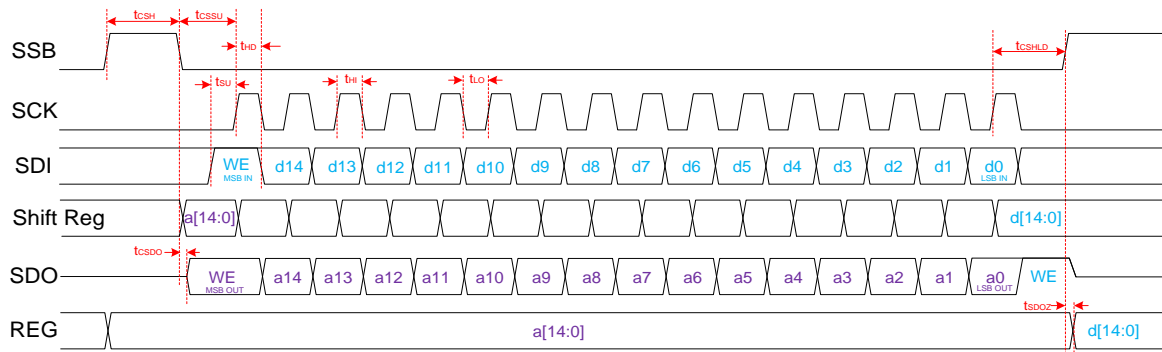 tCSH tCSSU
SSB tHD tCSHLD
tSU tHI tLO
SCK
SDI WE d14 d13 d12 d11 d10 d9 d8 d7 d6 d5 d4 d3 d2 d1 d0
MSB IN LSB IN
Shift Reg a[14:0] d[14:0]
tCSDO
SDO WE a14 a13 a12 a11 a10 a9 a8 a7 a6 a5 a4 a3 a2 a1 a0 WE
MSB OUT LSB OUT
tSDOZ
REG a[14:0] d[14:0]